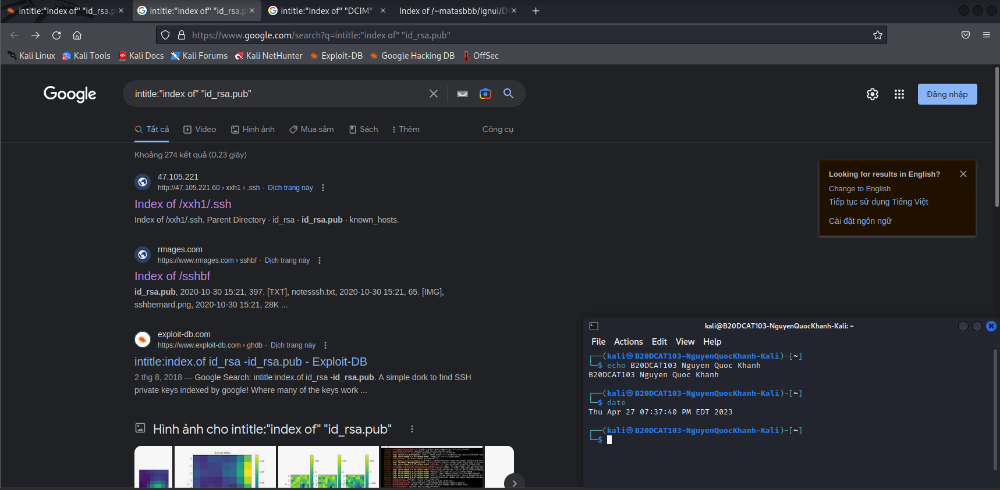 intitle:"index of" "id_rsa.p
intitle:"index of" "id_rsa.p
intitle:"Index of" "DCIM" -
Index of /~matasbbb/Ignui/DC
https://www.google.com/search?q=intitle:"index of" "id_rsa.pub"
Kali Linux
Kali Tools
Kali Docs
Kali Forums
Kali NetHunter
Exploit-DB
Google Hacking DB
OffSec
Google
intitle:"index of" "id_rsa.pub"
Đăng nhập
Tất cả
Video
Hình ảnh
Mua sắm
Sách
Thêm
Công cụ
Khoảng 274 kết quả (0,23 giây)
47.105.221
http://47.105.221.60 › xxh1 › .ssh · Dịch trang này
Index of /xxh1/.ssh
Index of /xxh1/.ssh. Parent Directory · id_rsa · id_rsa.pub · known_hosts.
rmages.com
https://www.rmages.com › sshbf · Dịch trang này
Index of /sshbf
id_rsa.pub, 2020-10-30 15:21, 397. [TXT], notesssh.txt, 2020-10-30 15:21, 65. [IMG],
sshbernard.png, 2020-10-30 15:21, 28K ...
exploit-db.com
https://www.exploit-db.com › ghdb · Dịch trang này
intitle:index.of id_rsa -id_rsa.pub - Exploit-DB
2 thg 8, 2018 — Google Search: intitle:index.of id_rsa -id_rsa.pub. A simple dork to find SSH
private keys indexed by google! Where many of the keys work ...
Hình ảnh cho intitle:"index of" "id_rsa.pub"
Survey data
Looking for results in English?
Change to English
Tiếp tục sử dụng Tiếng Việt
Cài đặt ngôn ngữ
kali@B20DCAT103-NguyenQuocKhanh-Kali: ~
File Actions Edit View Help
┌──(kali㉿B20DCAT103-NguyenQuocKhanh-Kali)-[~]
└─$ echo B20DCAT103 Nguyen Quoc Khanh
B20DCAT103 Nguyen Quoc Khanh
┌──(kali㉿B20DCAT103-NguyenQuocKhanh-Kali)-[~]
└─$ date
Thu Apr 27 07:37:40 PM EDT 2023
┌──(kali㉿B20DCAT103-NguyenQuocKhanh-Kali)-[~]
└─$